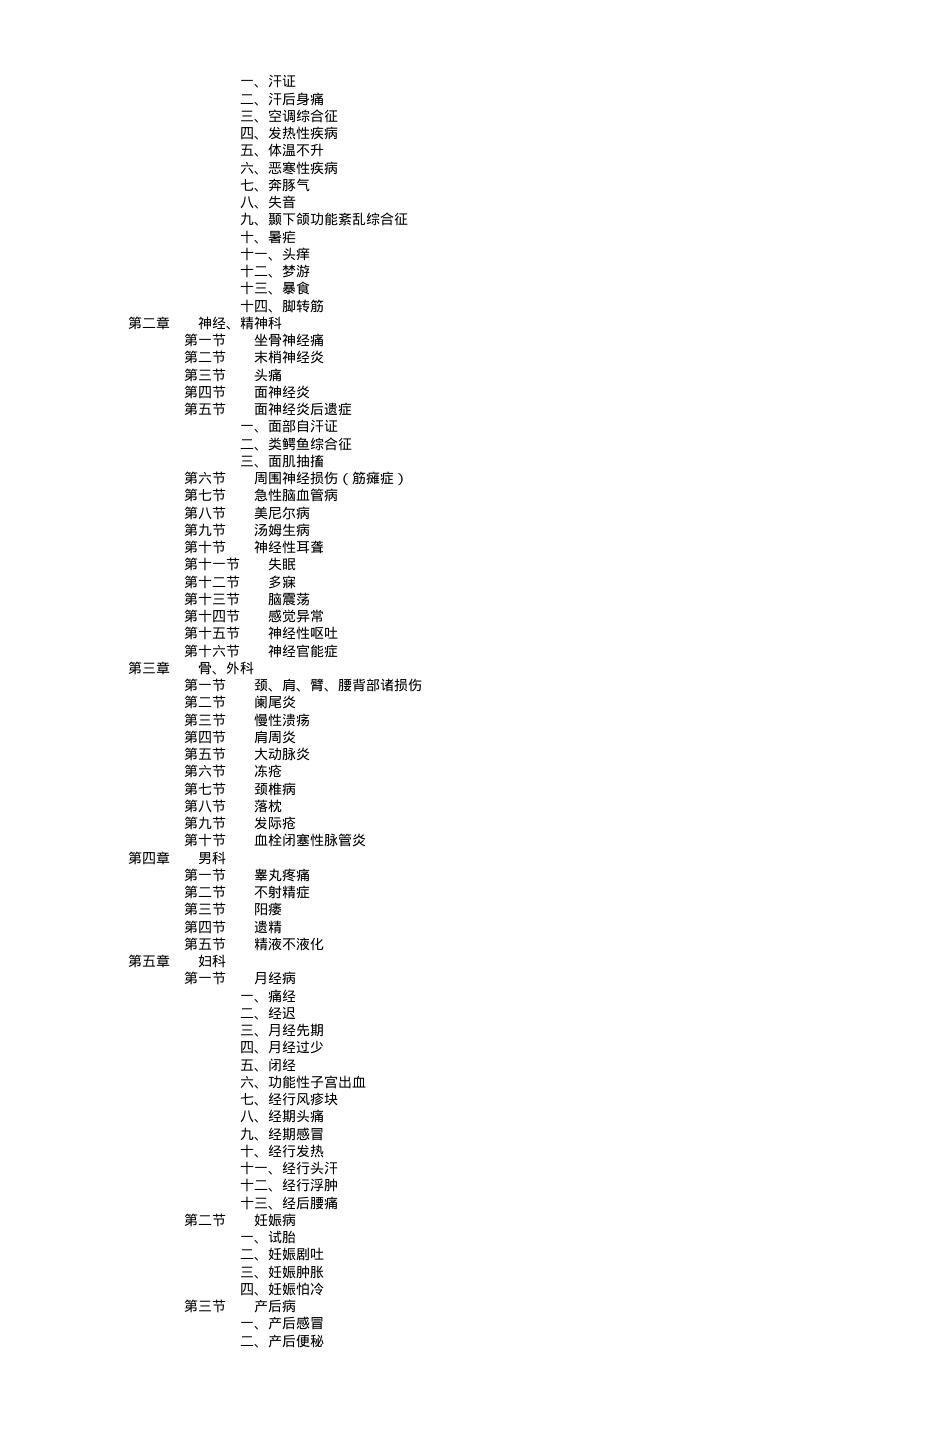 一、汗证
二、汗后身痛
三、空调综合征
四、发热性疾病
五、体温不升
六、恶寒性疾病
七、奔豚气
八、失音
九、颞下颌功能紊乱综合征
十、暑疟
十一、头痒
十二、梦游
十三、暴食
十四、脚转筋
第二章 神经、精神科
第一节 坐骨神经痛
第二节 末梢神经炎
第三节 头痛
第四节 面神经炎
第五节 面神经炎后遗症
一、面部自汗证
二、类鳄鱼综合征
三、面肌抽搐
第六节 周围神经损伤（筋瘫症）
第七节 急性脑血管病
第八节 美尼尔病
第九节 汤姆生病
第十节 神经性耳聋
第十一节 失眠
第十二节 多寐
第十三节 脑震荡
第十四节 感觉异常
第十五节 神经性呕吐
第十六节 神经官能症
第三章 骨、外科
第一节 颈、肩、臂、腰背部诸损伤
第二节 阑尾炎
第三节 慢性溃疡
第四节 肩周炎
第五节 大动脉炎
第六节 冻疮
第七节 颈椎病
第八节 落枕
第九节 发际疮
第十节 血栓闭塞性脉管炎
第四章 男科
第一节 睾丸疼痛
第二节 不射精症
第三节 阳痿
第四节 遗精
第五节 精液不液化
第五章 妇科
第一节 月经病
一、痛经
二、经迟
三、月经先期
四、月经过少
五、闭经
六、功能性子宫出血
七、经行风疹块
八、经期头痛
九、经期感冒
十、经行发热
十一、经行头汗
十二、经行浮肿
十三、经后腰痛
第二节 妊娠病
一、试胎
二、妊娠剧吐
三、妊娠肿胀
四、妊娠怕冷
第三节 产后病
一、产后感冒
二、产后便秘